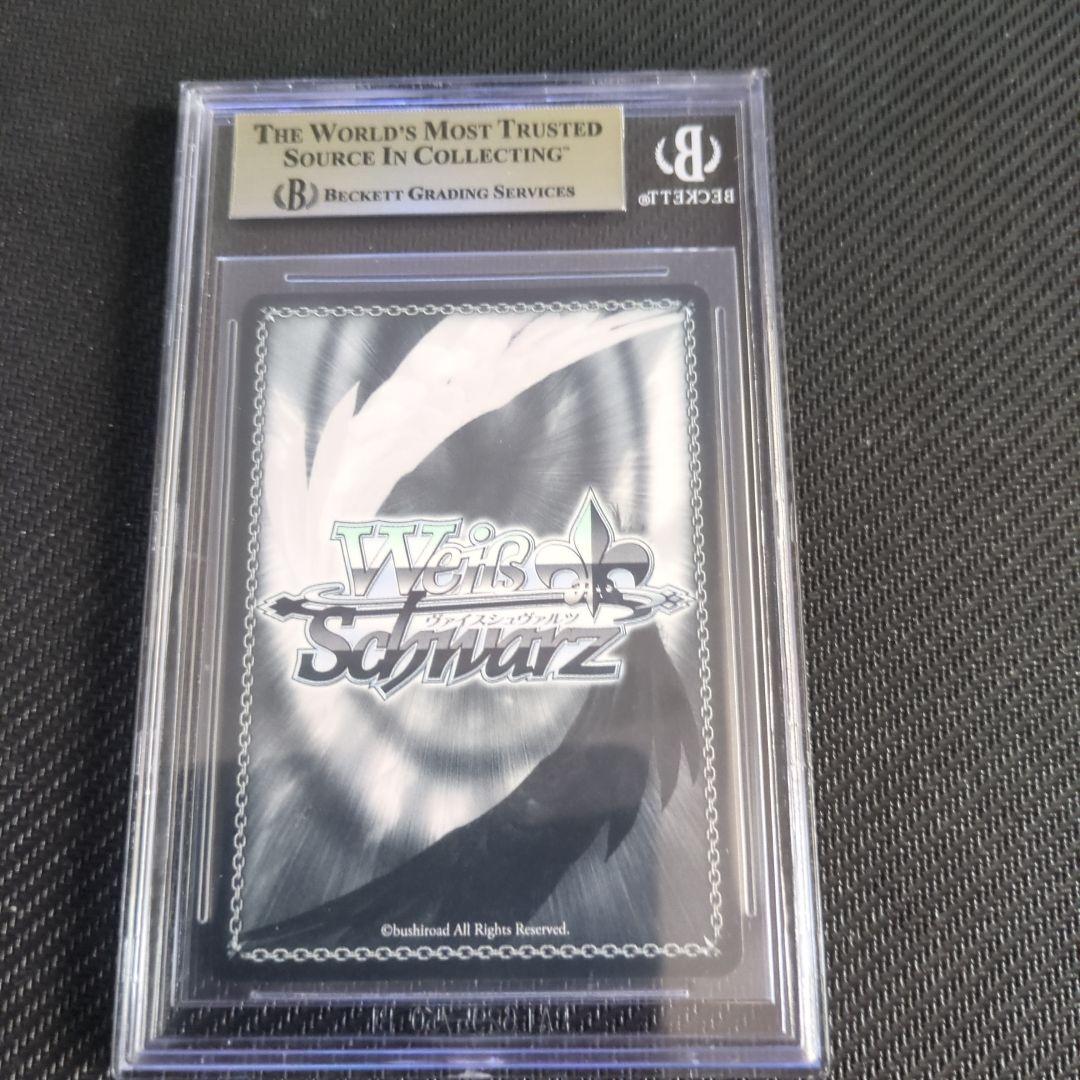 THE WORLD'S MOST TRUSTED
SOURCE IN COLLECTING™
B BECKETT GRADING SERVICES
B
BECKETT®
Weiß
ヴァイスシュヴァルツ
Schwarz
©bushiroad All Rights Reserved.